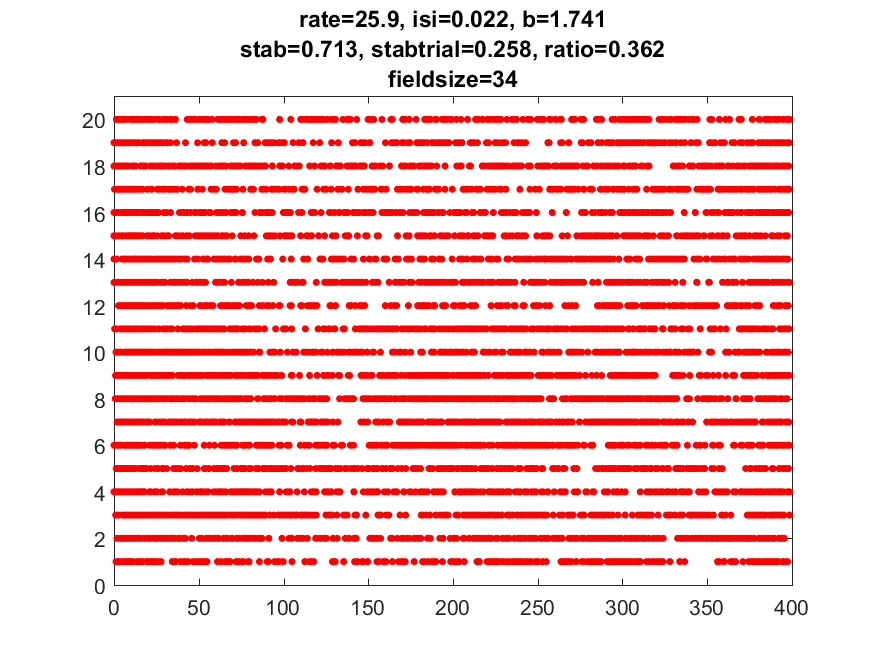 rate=25.9, isi=0.022, b=1.741
stab=0.713, stabtrial=0.258, ratio=0.362
fieldsize=34
20
18
16
14
12
10
8
6
4
2
0
0 50 100 150 200 250 300 350 400